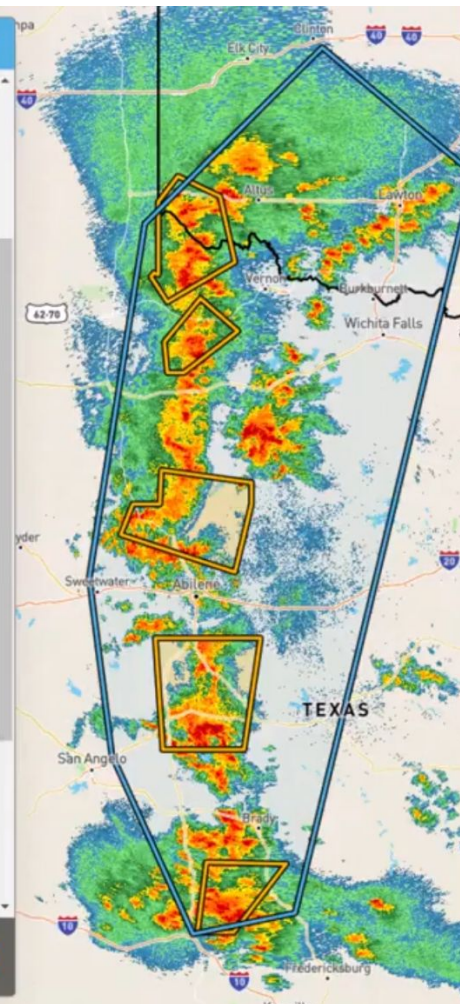 Clinton
40
40
Elk City
40
Altus
Lawton
Vernon
62-70
Burkburnett
Wichita Falls
20
Sweetwater
Abilene
TEXAS
San Angelo
Brady
10
Fredericksburg
10